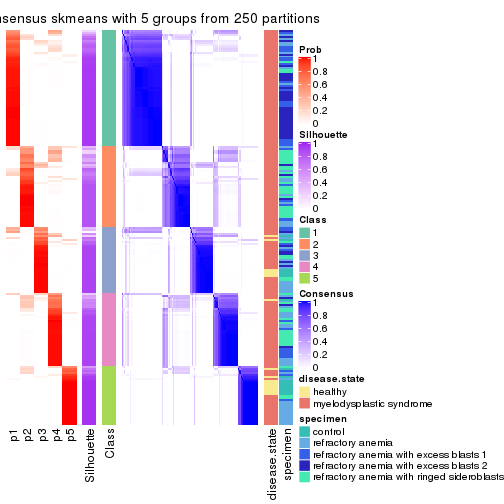 nsensus skmeans with 5 groups from 250 partitions
Prob
1
0.8
0.6
0.4
0.2
0
Silhouette
1
0.8
0.6
0.4
0.2
0
Class
1
2
3
4
5
Consensus
1
0.8
0.6
0.4
0.2
0
disease.state
healthy
myelodysplastic syndrome
specimen
control
refractory anemia
refractory anemia with excess blasts 1
refractory anemia with excess blasts 2
refractory anemia with ringed sideroblasts
p1
p2
p3
p4
p5
Silhouette
Class
disease.state
specimen